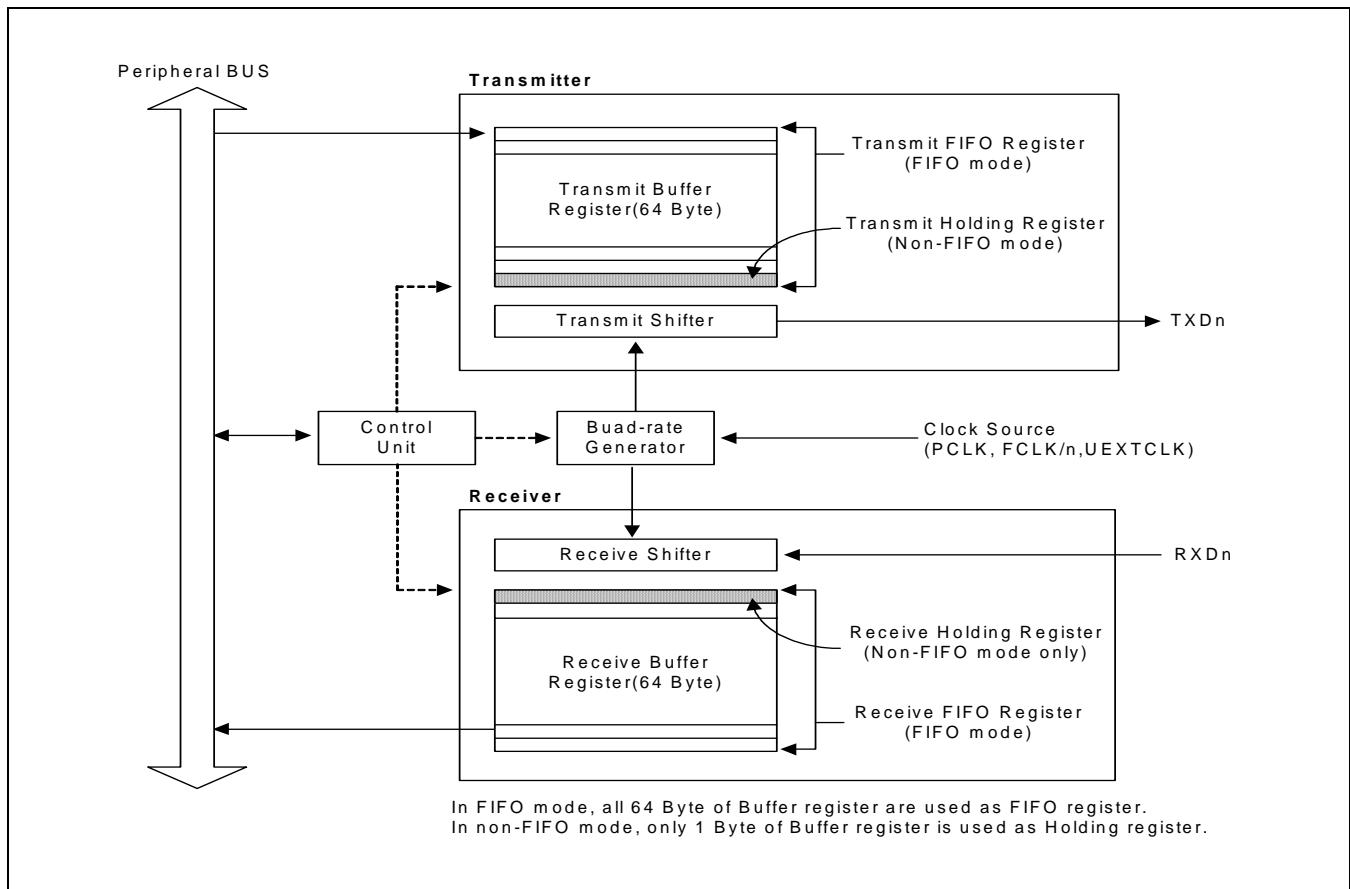 Peripheral BUS
Transmitter
Transmit FIFO Register
(FIFO mode)
Transmit Buffer
Register(64 Byte)
Transmit Holding Register
(Non-FIFO mode)
Transmit Shifter
TXDn
Control
Unit
Buad-rate
Generator
Clock Source
(PCLK, FCLK/n,UEXTCLK)
Receiver
Receive Shifter
RXDn
Receive Holding Register
(Non-FIFO mode only)
Receive Buffer
Register(64 Byte)
Receive FIFO Register
(FIFO mode)
In FIFO mode, all 64 Byte of Buffer register are used as FIFO register.
In non-FIFO mode, only 1 Byte of Buffer register is used as Holding register.